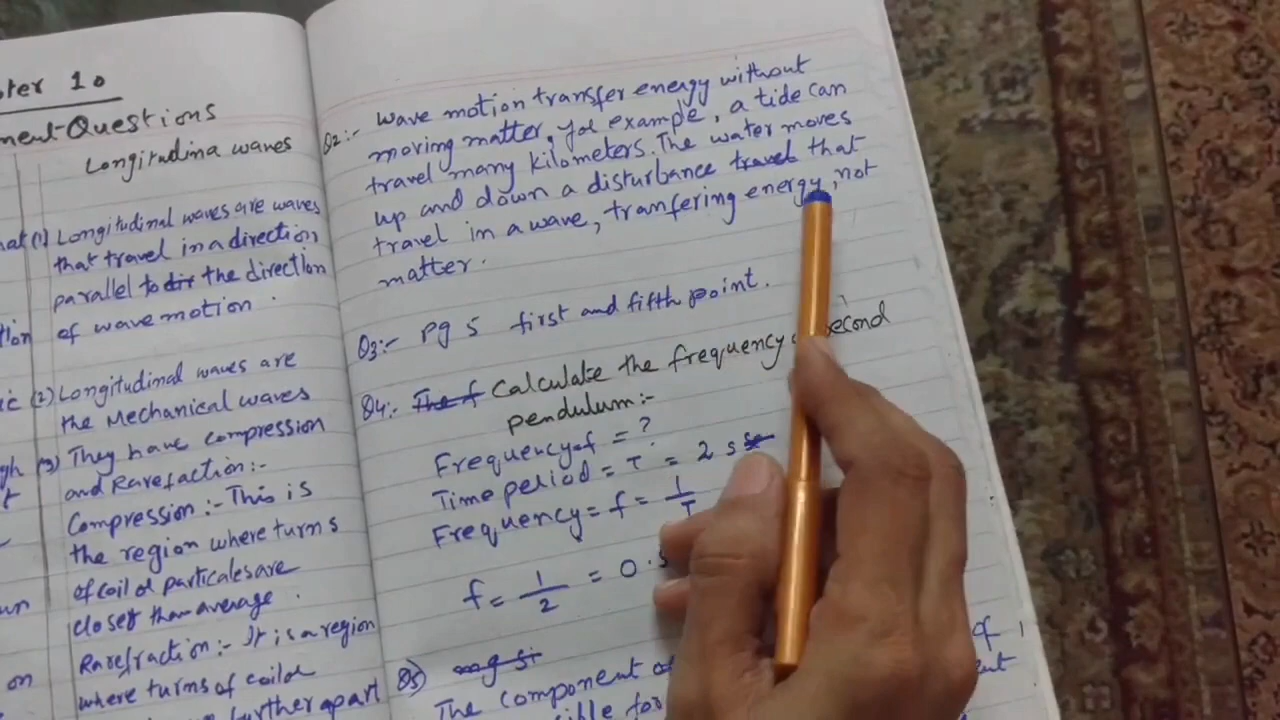 ter 10
ment Questions
Longitudina waves
(1) Longitudinal waves are waves
that travel in a direction
parallel to the direction
of wave motion.
tion
(2) Longitudinal waves are
the Mechanical waves
(3) They have compression
and Rarefaction:-
Compression:- This is
the region where turns
of coil or particales are
closer than average.
Rarefraction:- It is a region
where turns of coil or
further apart
on
Q2:- wave motion transfer energy without
moving matter, for example, a tide can
travel many kilometers. The water moves
up and down a disturbance travel that
travel in a wave, tranfering energy, not
matter.
Q3:- Pg 5 first and fifth point.
Q4:- The f Calculate the frequency second
pendulum:-
Frequency = f = ?
Time period = T = 2 s
Frequency = f = 1/T
f = 1/2 = 0.5
Q5)
The component of
for